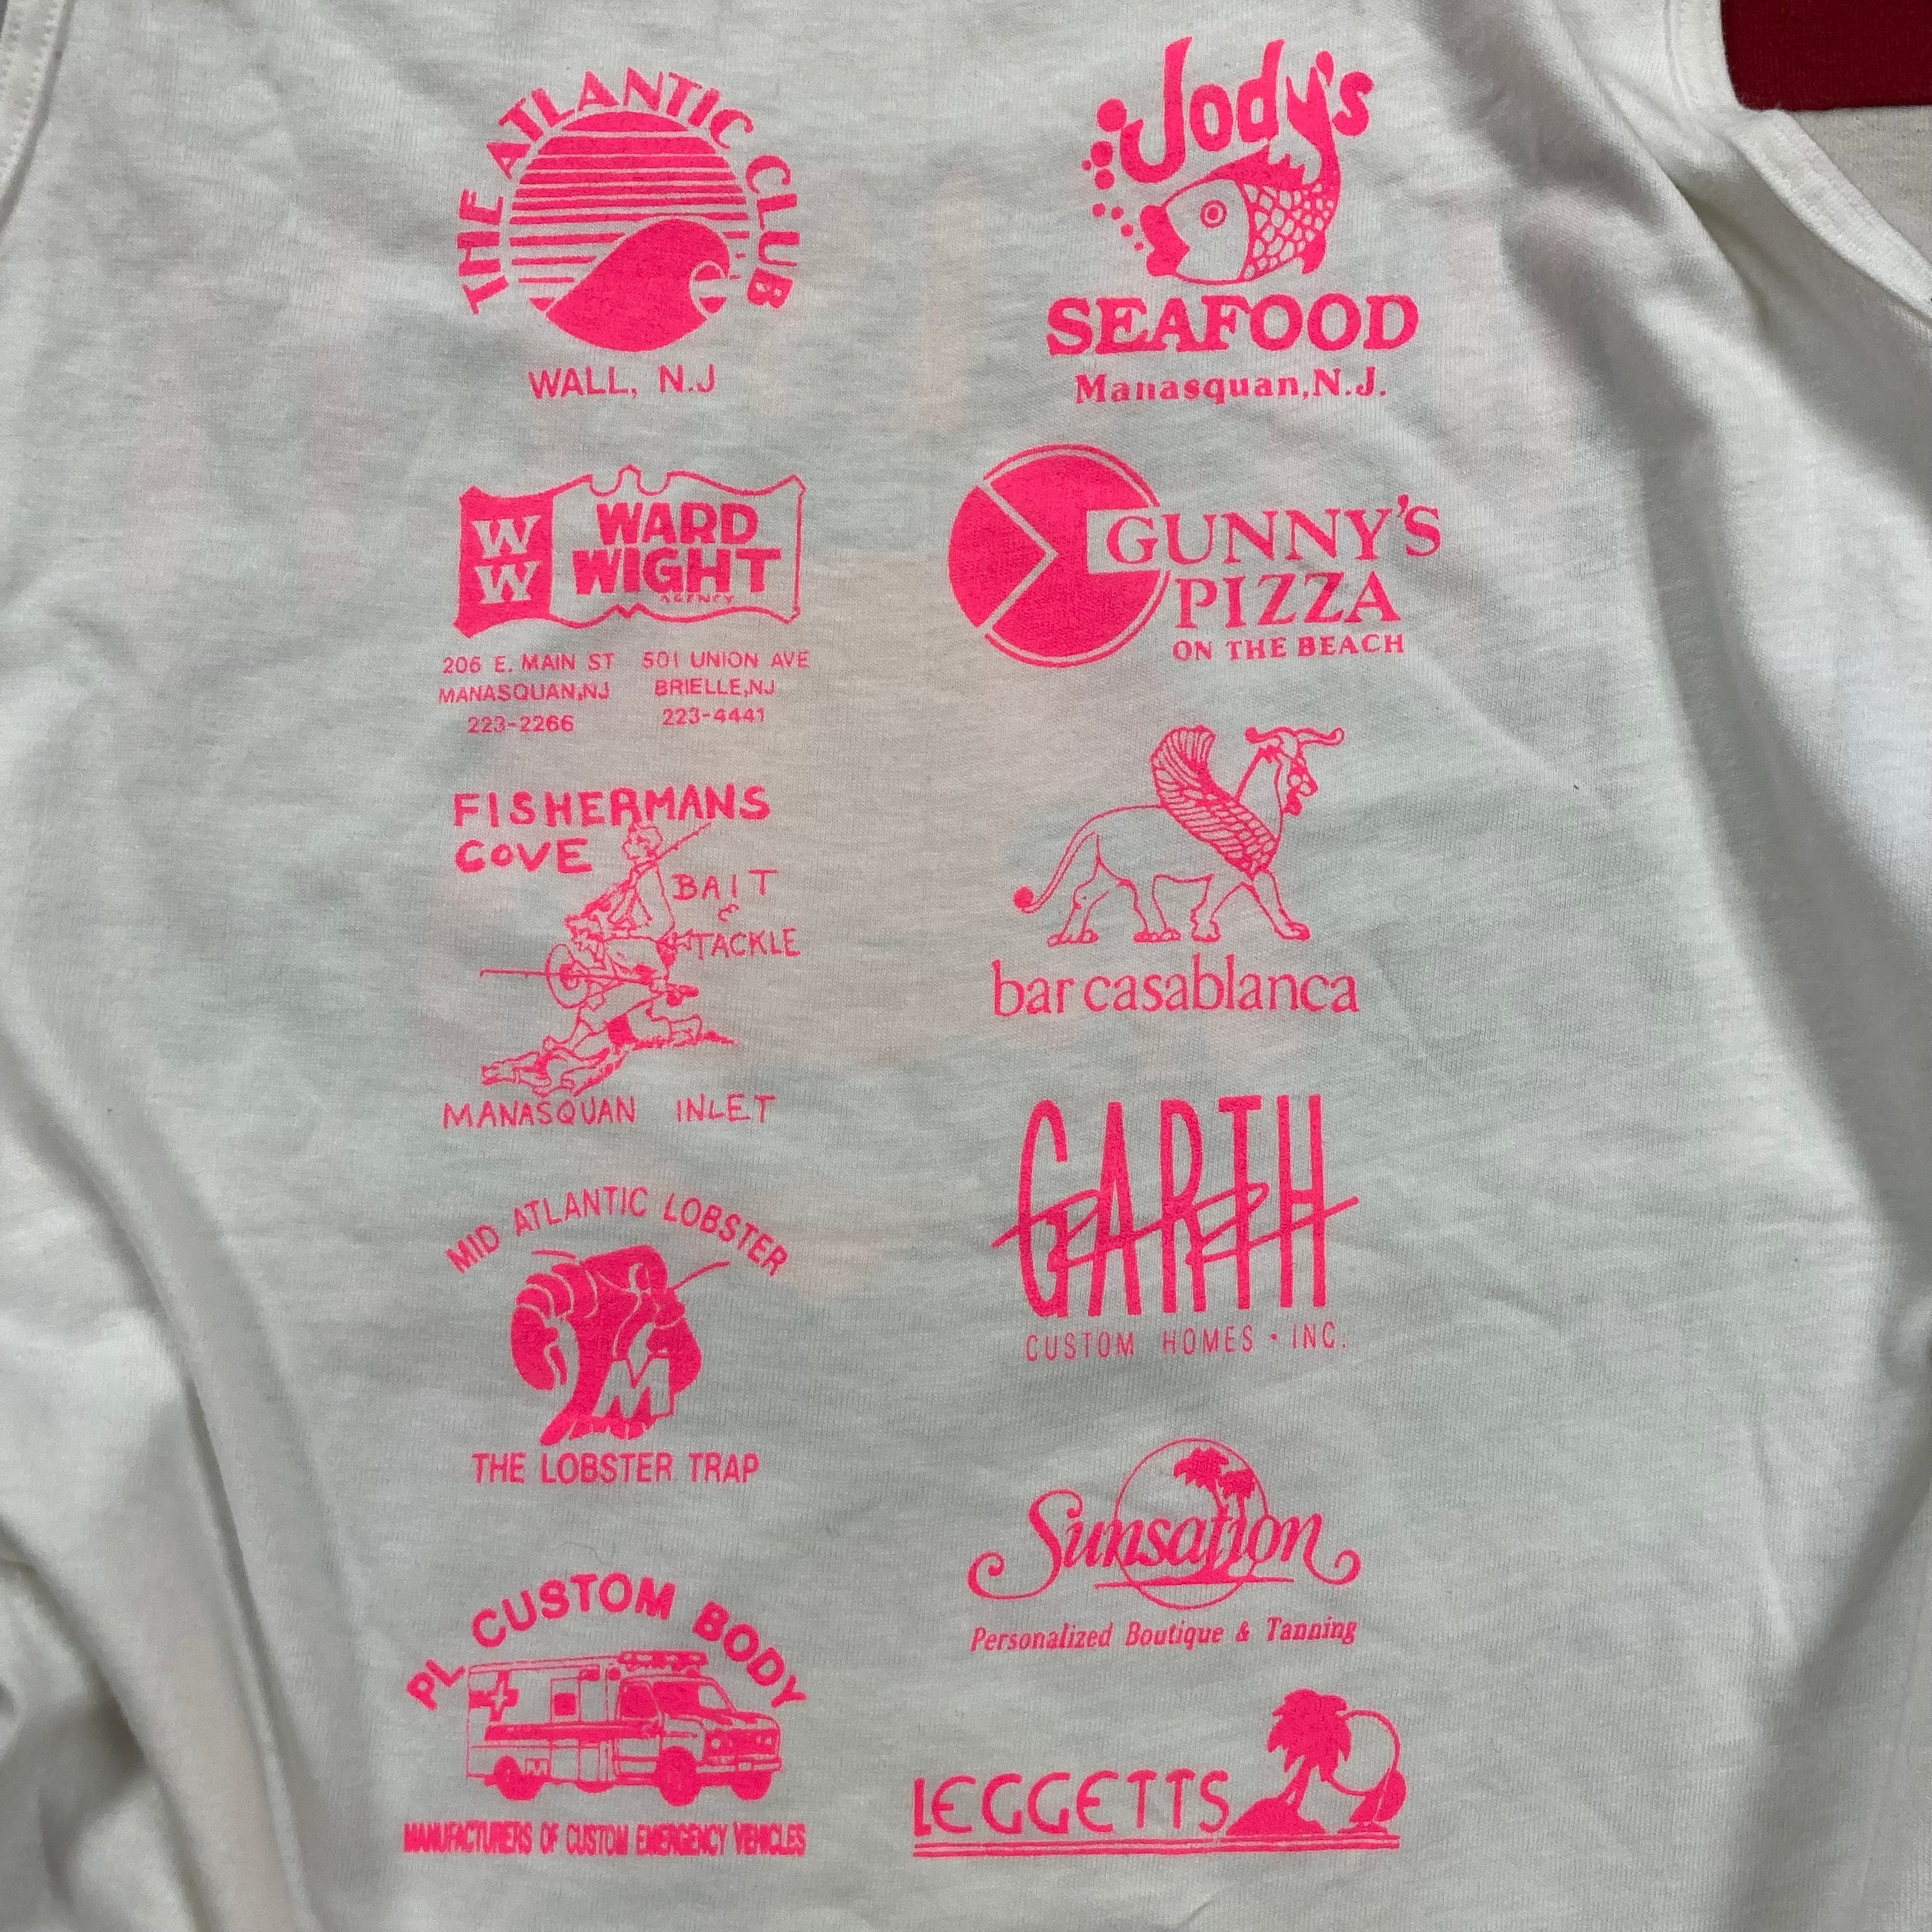 THE ATLANTIC CLUB
WALL, N.J
WW
WARD
WIGHT
AGENCY
206 E. MAIN ST 501 UNION AVE
MANASQUAN,NJ BRIELLE,NJ
223-2266 223-4441
FISHERMANS
COVE
BAIT
&
TACKLE
MANASQUAN INLET
MID ATLANTIC LOBSTER
M
THE LOBSTER TRAP
PL CUSTOM BODY
MANUFACTURERS OF CUSTOM EMERGENCY VEHICLES
Jody's
SEAFOOD
Manasquan,N.J.
GUNNY'S
PIZZA
ON THE BEACH
bar casablanca
GARTH
CUSTOM HOMES · INC.
Sunsation
Personalized Boutique & Tanning
LEGGETTS